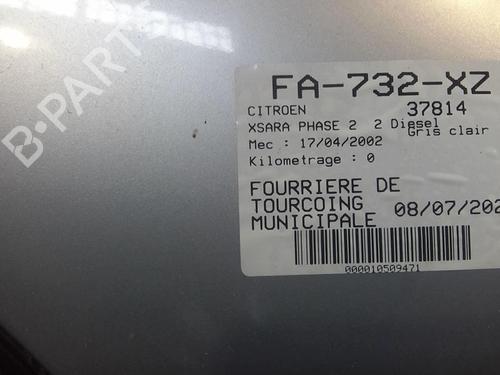 B-PARTS
FA-732-XZ
CITROEN 37814
XSARA PHASE 2 2 Diesel
Gris clair
Mec : 17/04/2002
Kilometrage : 0
FOURRIERE DE
TOURCOING
MUNICIPALE 08/07/202
000010509471